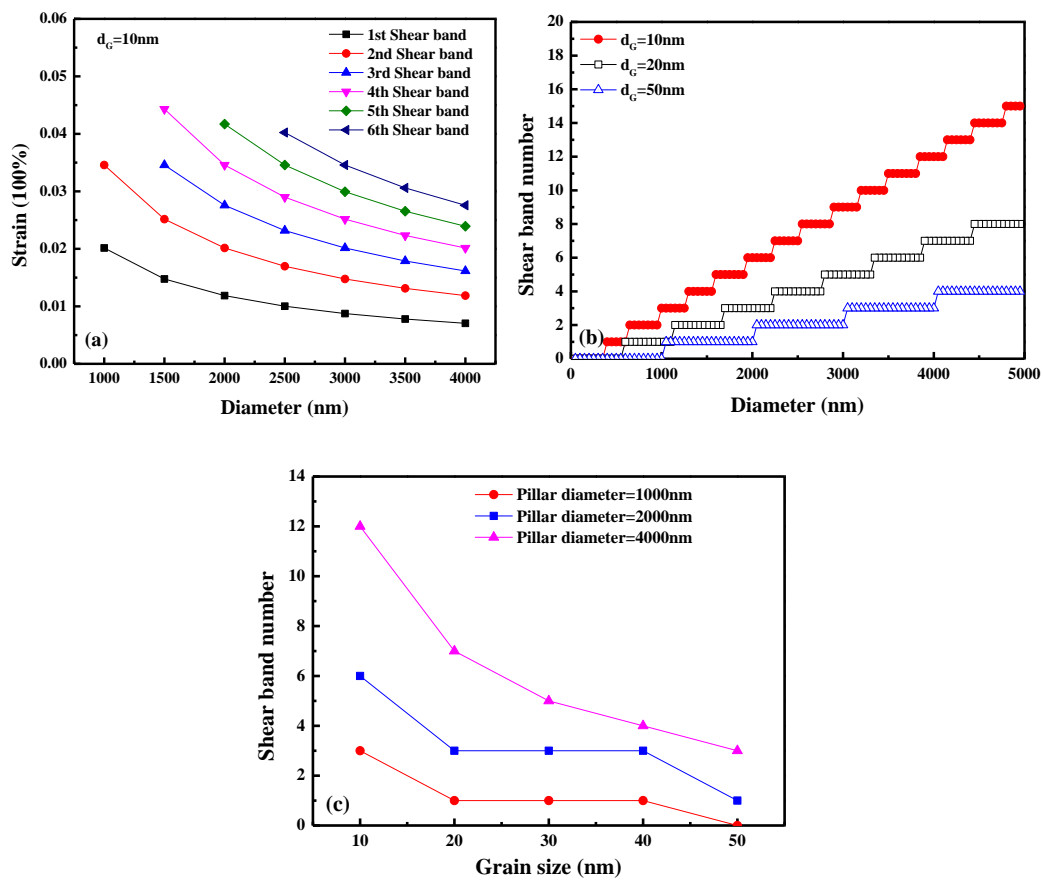 0.06
0.05
0.04
0.03
0.02
0.01
0.00
Strain (100%)
d_G=10nm
1st Shear band
2nd Shear band
3rd Shear band
4th Shear band
5th Shear band
6th Shear band
(a)
1000 1500 2000 2500 3000 3500 4000
Diameter (nm)
20
18
16
14
12
10
8
6
4
2
0
Shear band number
d_G=10nm
d_G=20nm
d_G=50nm
(b)
0 1000 2000 3000 4000 5000
Diameter (nm)
14
12
10
8
6
4
2
0
Shear band number
Pillar diameter=1000nm
Pillar diameter=2000nm
Pillar diameter=4000nm
(c)
10 20 30 40 50
Grain size (nm)